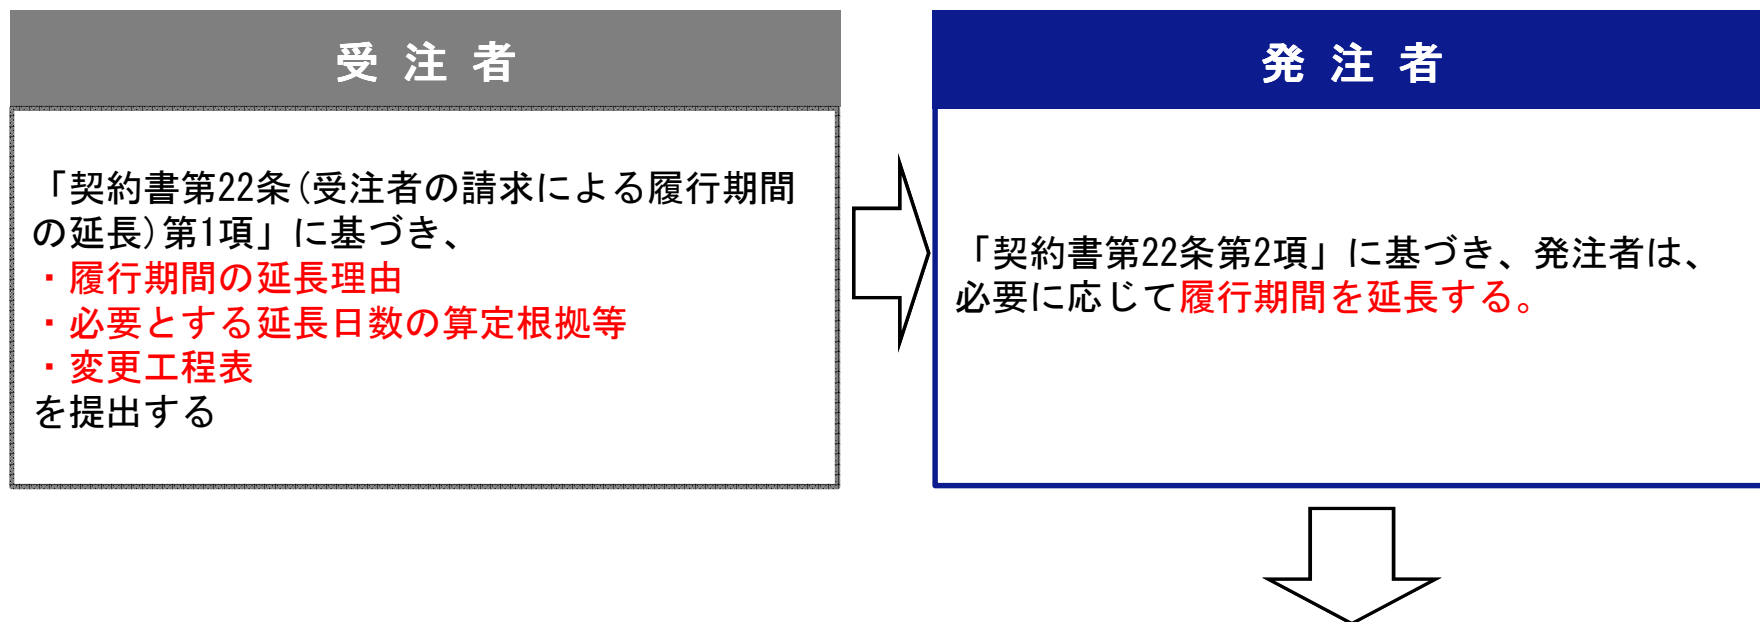 受注者
「契約書第22条(受注者の請求による履行期間
の延長)第1項」に基づき、
・履行期間の延長理由
・必要とする延長日数の算定根拠等
・変更工程表
を提出する
発注者
「契約書第22条第2項」に基づき、発注者は、
必要に応じて履行期間を延長する。